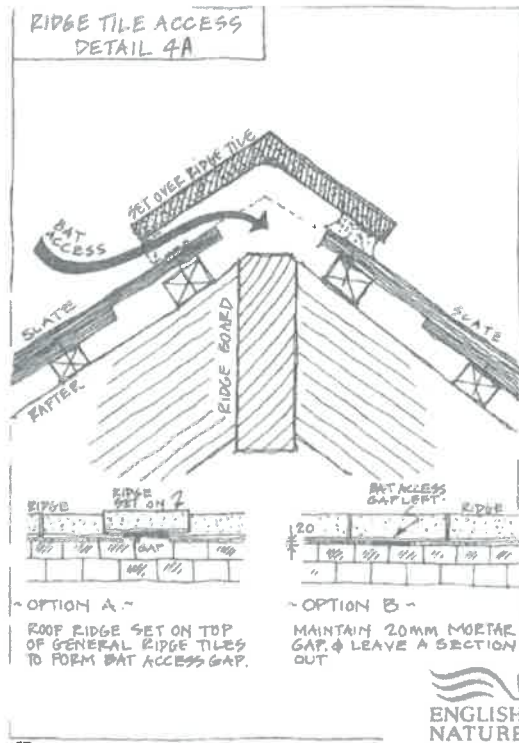 RIDGE TILE ACCESS
DETAIL 4A
SET OVER RIDGE TILE
BAT
ACCESS
SLATE
SLATE
RAFTER
RIDGE BOARD
RIDGE
RIDGE
SET ON
GAP
BAT ACCESS
GAP LEFT
RIDGE
20
~ OPTION A ~
ROOF RIDGE SET ON TOP
OF GENERAL RIDGE TILES
TO FORM BAT ACCESS GAP.
~ OPTION B ~
MAINTAIN 20mm MORTAR
GAP, & LEAVE A SECTION
OUT
ENGLISH
NATURE